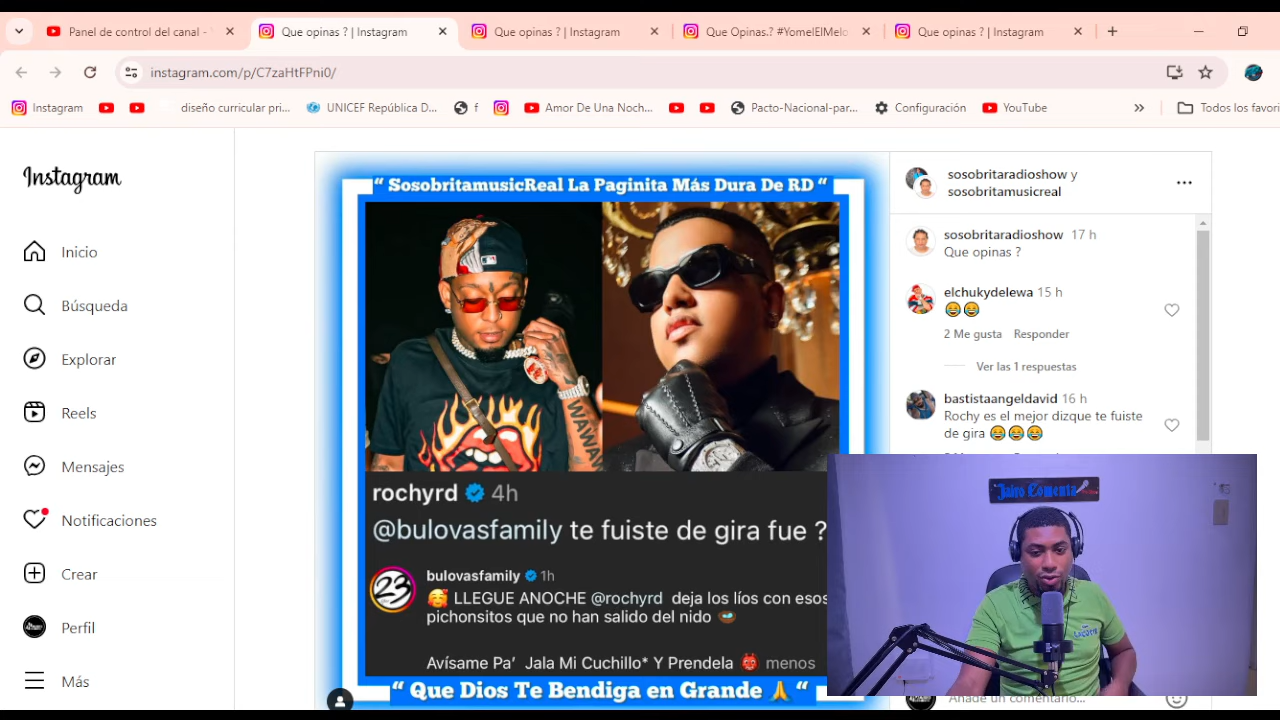 Panel de control del canal -
Que opinas ? | Instagram
Que opinas ? | Instagram
Que Opinas.? #YomelElMelo
Que opinas ? | Instagram
instagram.com/p/C7zaHtFPni0/
Instagram
diseño curricular pri...
UNICEF República D...
f
Amor De Una Noch...
Pacto-Nacional-par...
Configuración
YouTube
»
Todos los favori
Instagram
Inicio
Búsqueda
Explorar
Reels
Mensajes
Notificaciones
Crear
Perfil
Más
“ SosobritamusicReal La Paginita Más Dura De RD “
WAWAW
rochyrd 4h
@bulovasfamily te fuiste de gira fue ?
23
bulovasfamily 1h
🥰 LLEGUE ANOCHE @rochyrd deja los líos con esos
pichonsitos que no han salido del nido 🪺
Avísame Pa’ Jala Mi Cuchillo* Y Prendela 👹 menos
“ Que Dios Te Bendiga en Grande 🙏 “
sosobritaradioshow y
sosobritamusicreal
sosobritaradioshow 17 h
Que opinas ?
elchukydelewa 15 h
😂😂
2 Me gusta Responder
Ver las 1 respuestas
bastistaangeldavid 16 h
Rochy es el mejor dizque te fuiste
de gira 😂😂😂
Jairo Comenta
LACOSTE
Añade un comentario...